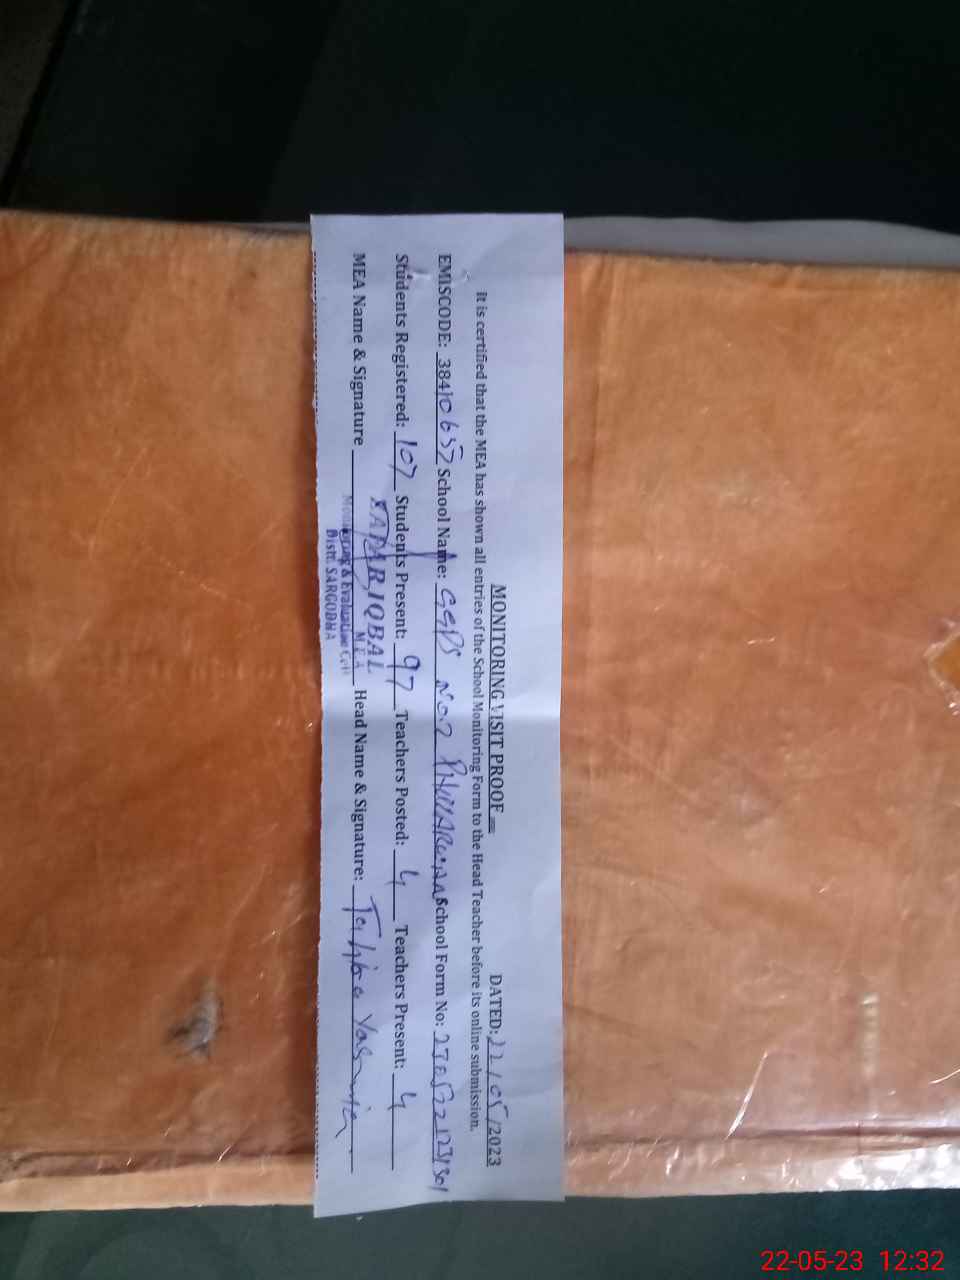 MONITORING VISIT PROOF DATED: 22/05/2023
It is certified that the MEA has shown all entries of the School Monitoring Form to the Head Teacher before its online submission.
EMISCODE: 38410657 School Name: GGPS No.2 School Form No:
Students Registered: 107 Students Present: 97 Teachers Posted: 4 Teachers Present: 4
MEA Name & Signature Head Name & Signature:
IQBAL
M.E.A
Monitoring & Evaluation Cell
Distt. SARGODHA
22-05-23 12:32